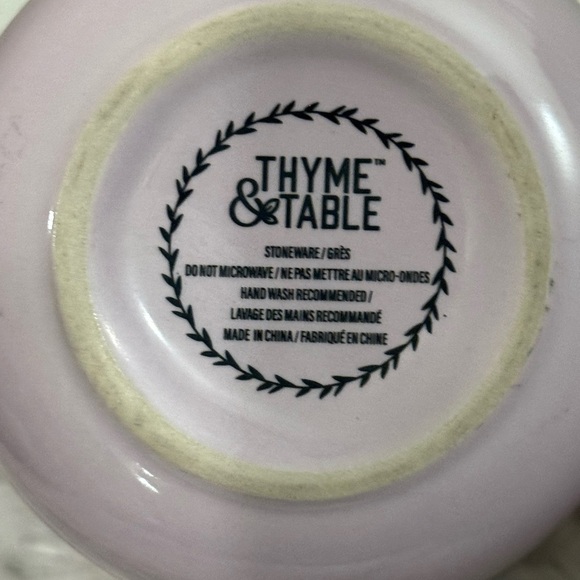 THYME™
& TABLE
STONEWARE / GRÈS
DO NOT MICROWAVE / NE PAS METTRE AU MICRO-ONDES
HAND WASH RECOMMENDED /
LAVAGE DES MAINS RECOMMANDÉ
MADE IN CHINA / FABRIQUÉ EN CHINE